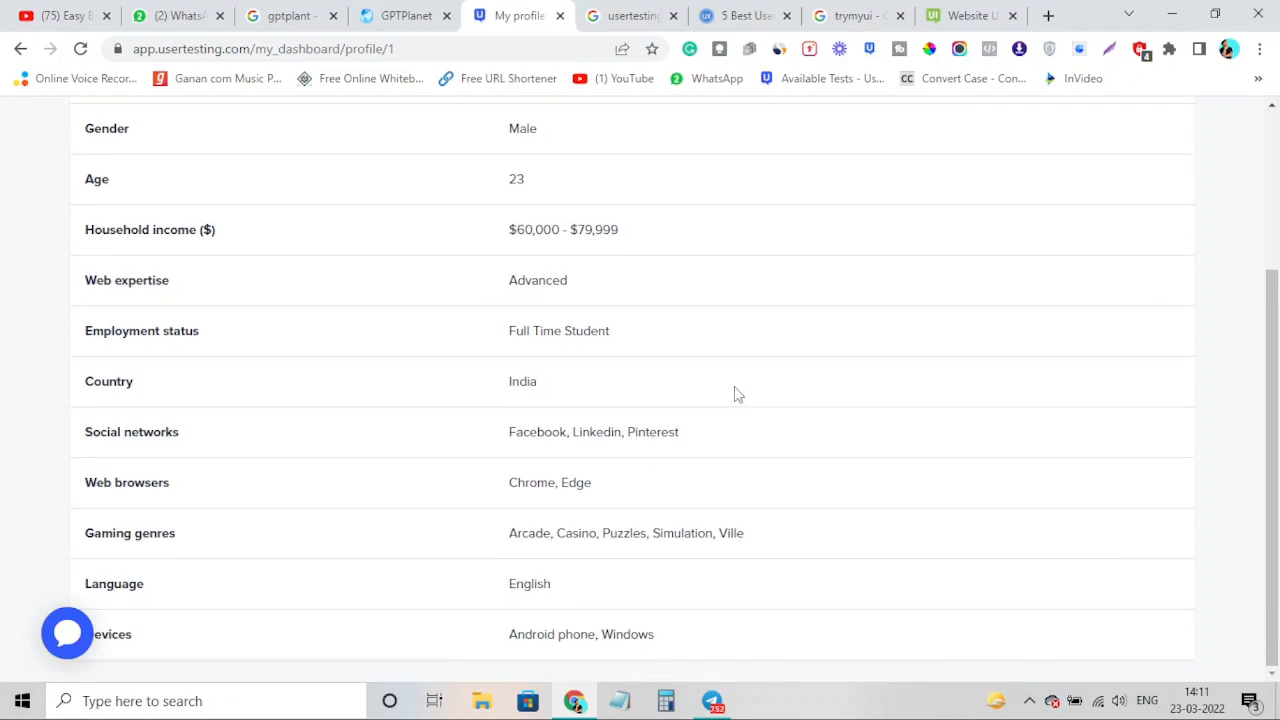 (75) Easy B
(2) WhatsA
gptplant -
GPTPlanet
My profile
usertesting
5 Best Use
trymyui - G
Website U
app.usertesting.com/my_dashboard/profile/1
4
Online Voice Recor...
Ganan com Music P...
Free Online Whiteb...
Free URL Shortener
(1) YouTube
WhatsApp
Available Tests - Us...
CC Convert Case - Con...
InVideo
»
Gender Male
Age 23
Household income ($) $60,000 - $79,999
Web expertise Advanced
Employment status Full Time Student
Country India
Social networks Facebook, Linkedin, Pinterest
Web browsers Chrome, Edge
Gaming genres Arcade, Casino, Puzzles, Simulation, Ville
Language English
evices Android phone, Windows
Type here to search
752
ENG
14:11
23-03-2022
3